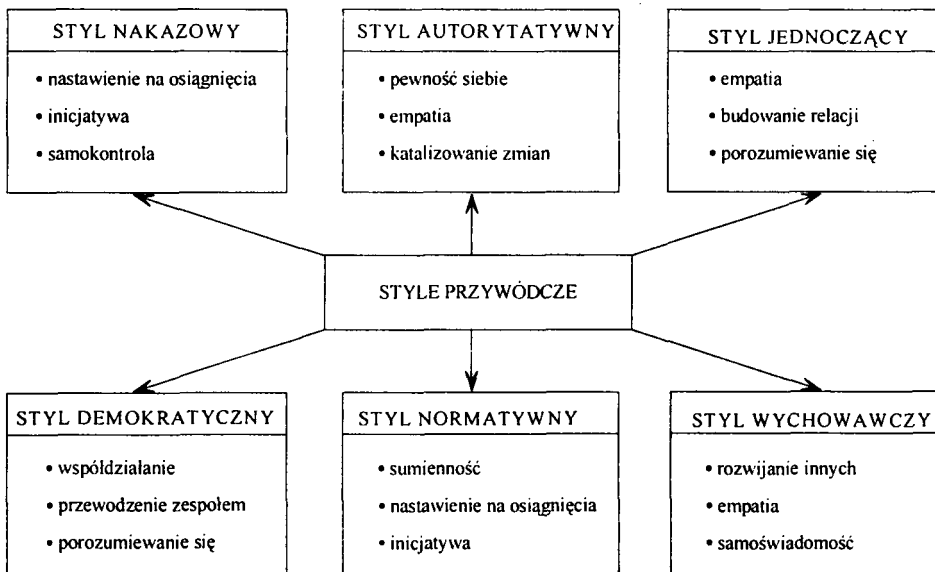 STYL NAKAZOWY
• nastawienie na osiągnięcia
• inicjatywa
• samokontrola
STYL AUTORYTATYWNY
• pewność siebie
• empatia
• katalizowanie zmian
STYL JEDNOCZĄCY
• empatia
• budowanie relacji
• porozumiewanie się
STYLE PRZYWÓDCZE
STYL DEMOKRATYCZNY
• współdziałanie
• przewodzenie zespołem
• porozumiewanie się
STYL NORMATYWNY
• sumienność
• nastawienie na osiągnięcia
• inicjatywa
STYL WYCHOWAWCZY
• rozwijanie innych
• empatia
• samoświadomość